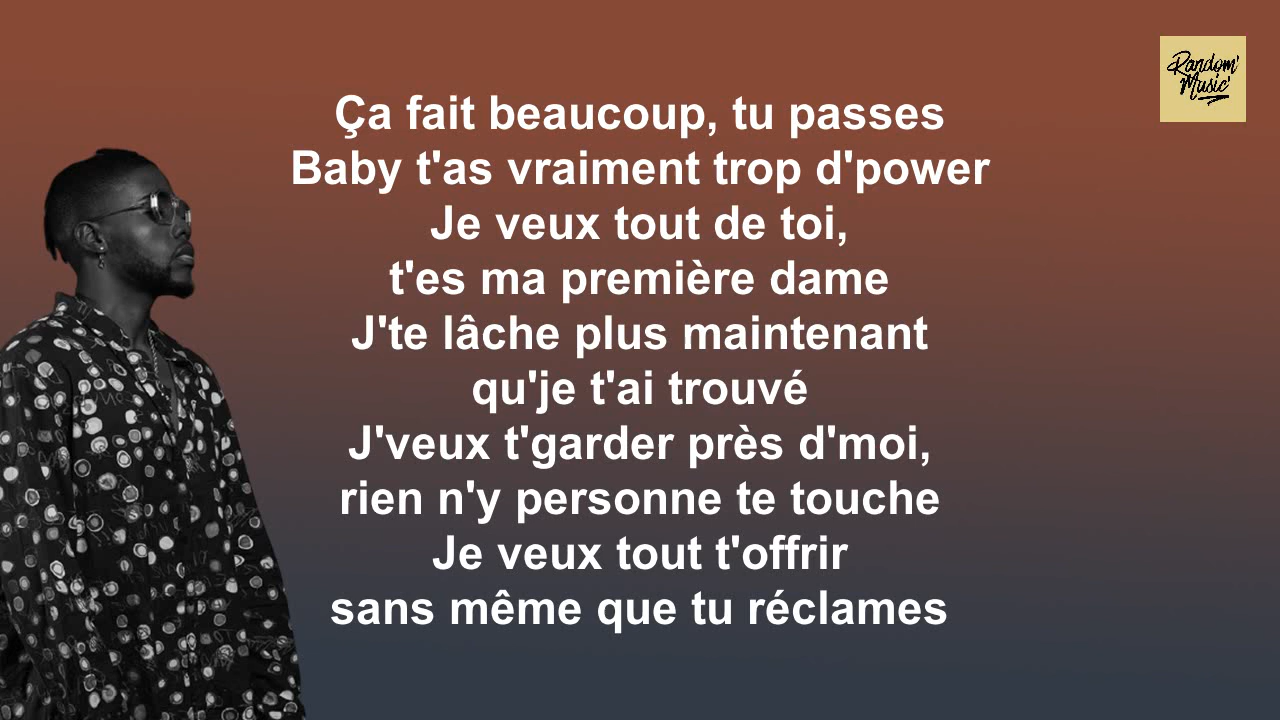 Random'
Music'
Ça fait beaucoup, tu passes
Baby t'as vraiment trop d'power
Je veux tout de toi,
t'es ma première dame
J'te lâche plus maintenant
qu'je t'ai trouvé
J'veux t'garder près d'moi,
rien n'y personne te touche
Je veux tout t'offrir
sans même que tu réclames